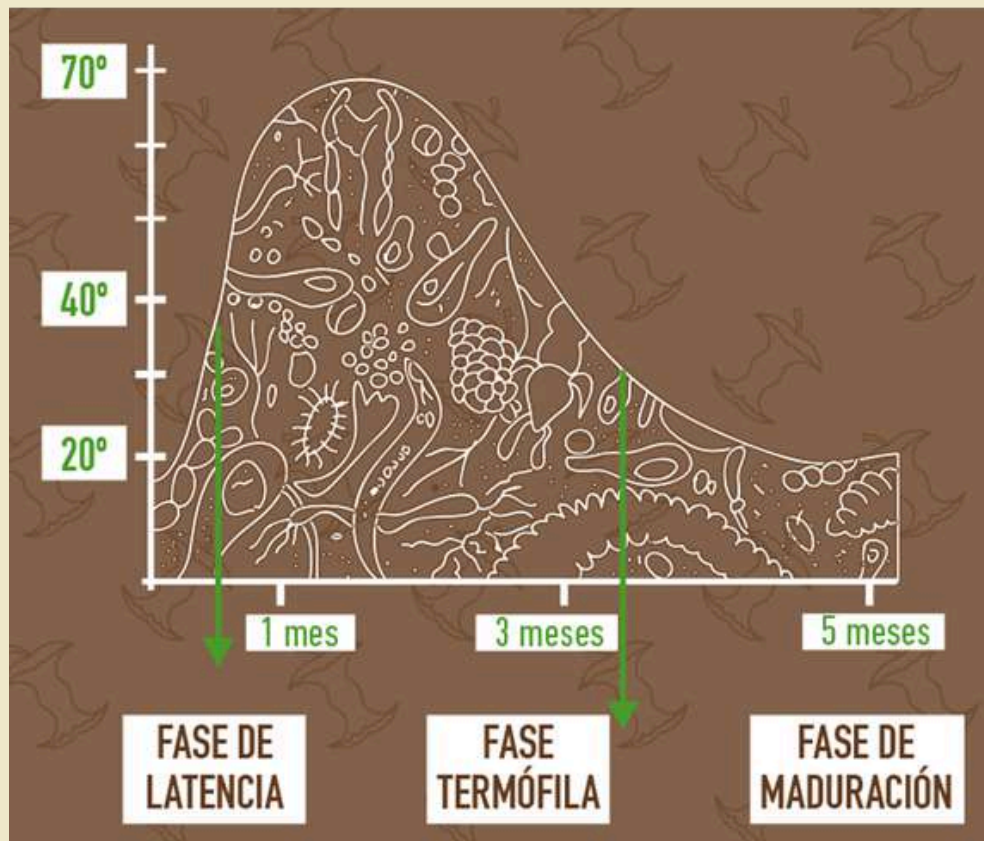 70º
40º
20º
1 mes
3 meses
5 meses
FASE DE
LATENCIA
FASE
TERMÓFILA
FASE DE
MADURACIÓN